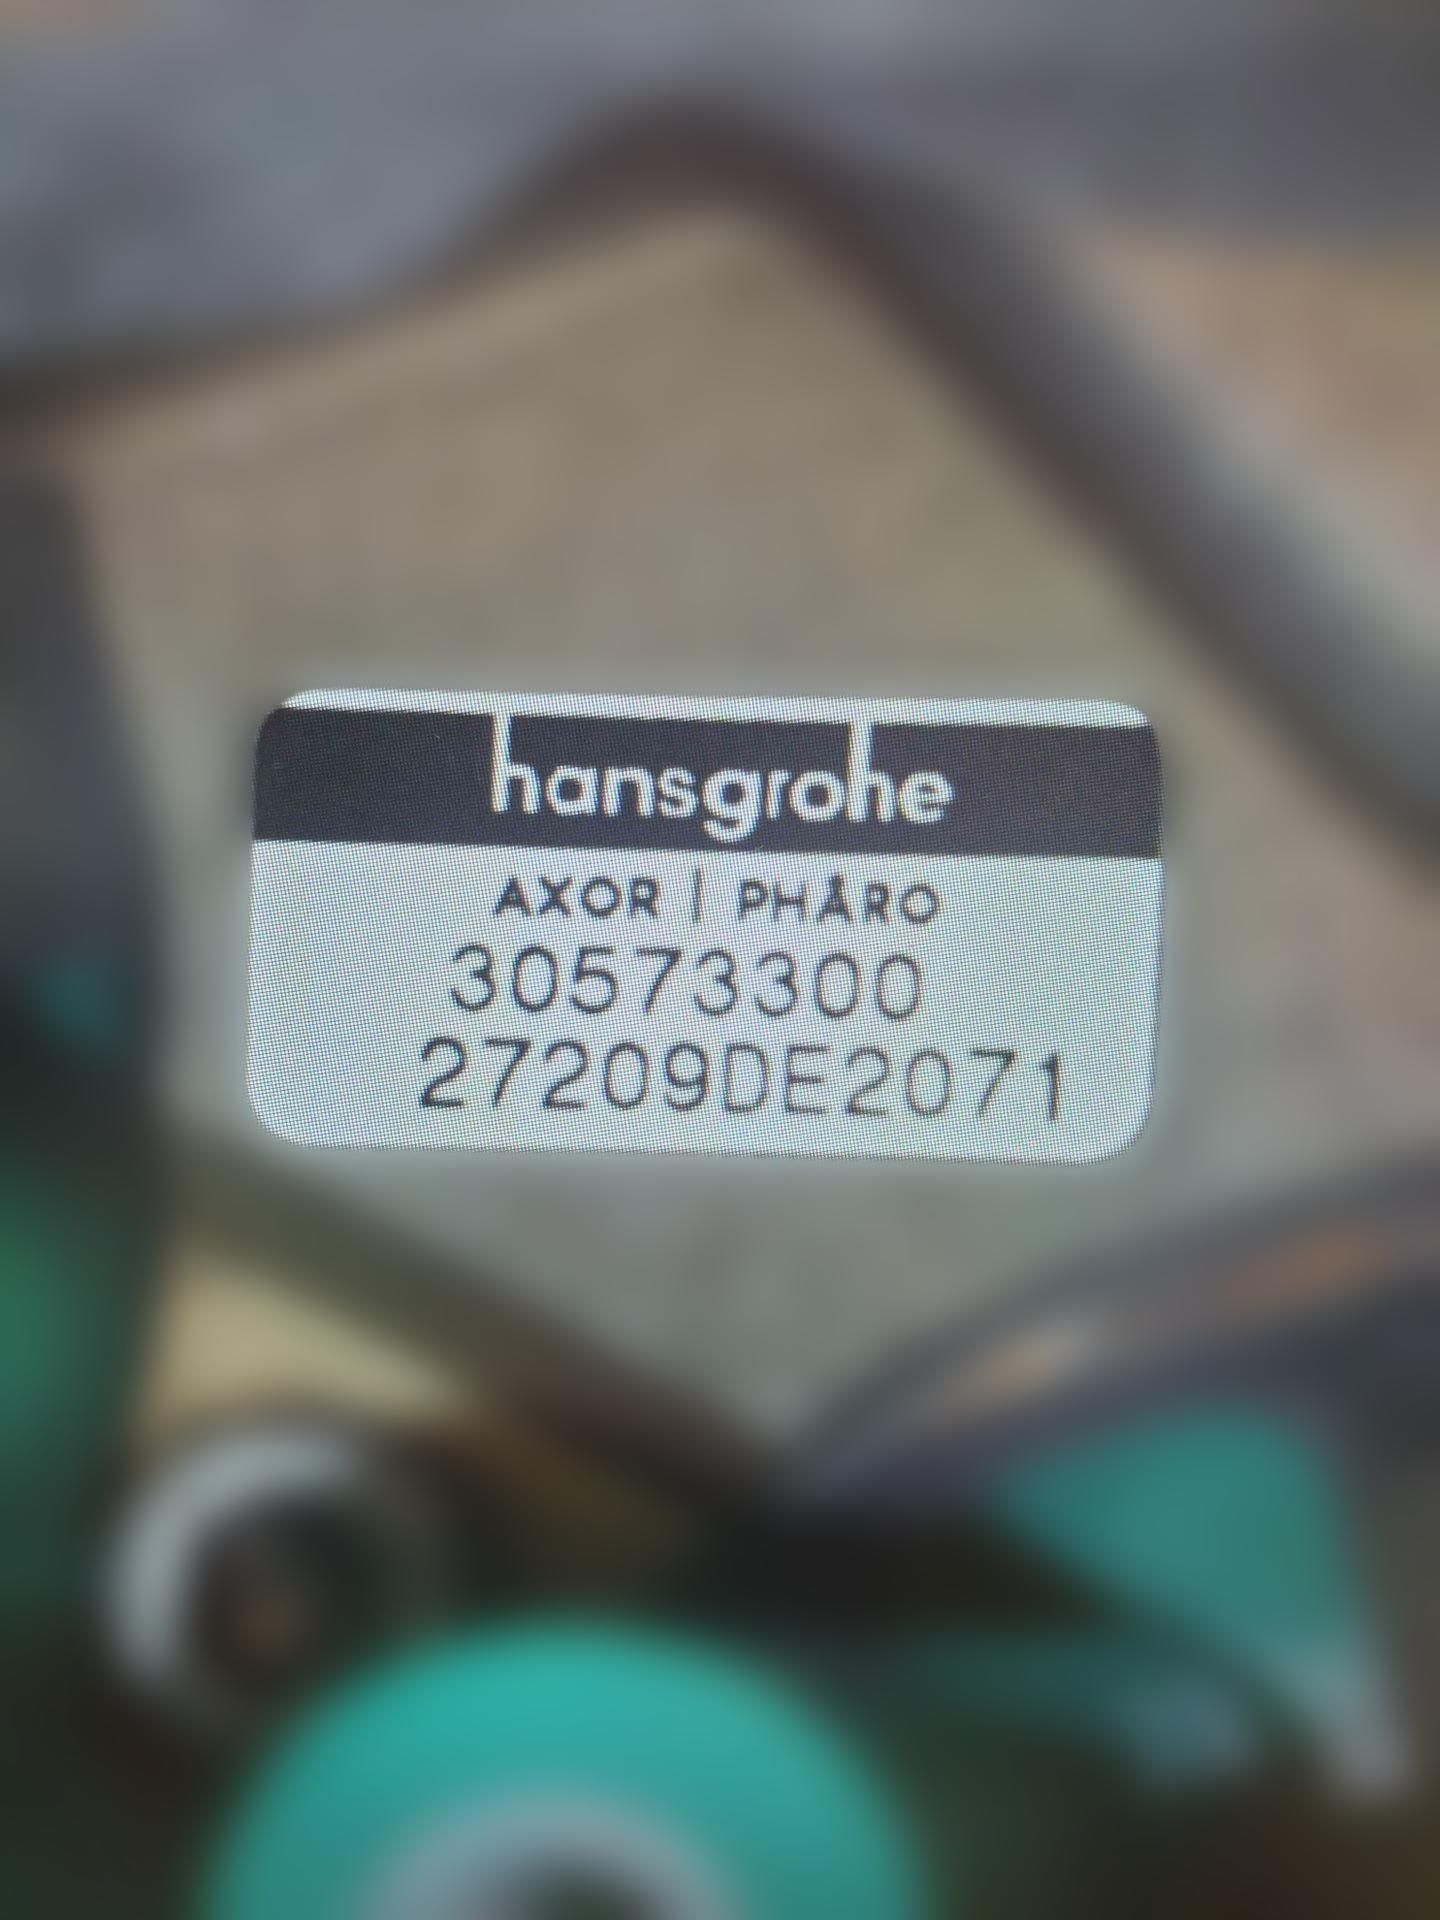 hansgrohe
AXOR | PHARO
30573300
27209DE2071